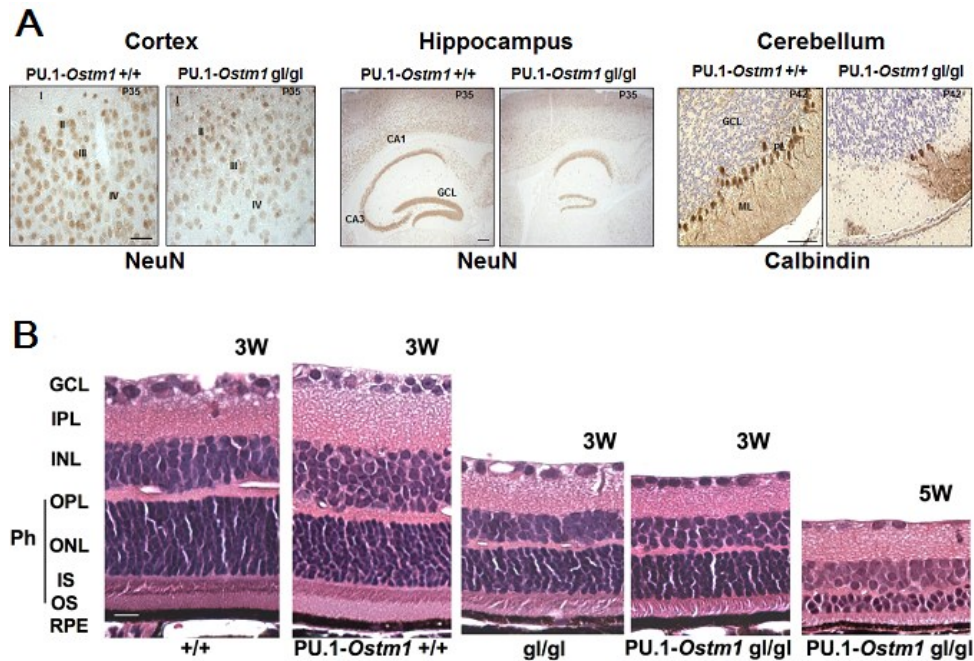 A
Cortex
Hippocampus
Cerebellum
PU.1-Ostm1 +/+
PU.1-Ostm1 gl/gl
PU.1-Ostm1 +/+
PU.1-Ostm1 gl/gl
PU.1-Ostm1 +/+
PU.1-Ostm1 gl/gl
I
P35
II
III
IV
I
P35
II
III
IV
P35
CA1
GCL
CA3
P35
P42
GCL
PL
ML
P42
NeuN
NeuN
Calbindin
B
3W
3W
3W
3W
5W
GCL
IPL
INL
OPL
Ph
ONL
IS
OS
RPE
+/+
PU.1-Ostm1 +/+
gl/gl
PU.1-Ostm1 gl/gl
PU.1-Ostm1 gl/gl